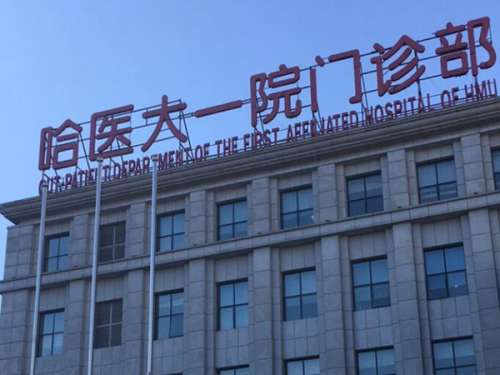 哈医大一院门诊部
OUT-PATIENT DEPARTMENT OF THE FIRST AFFILIATED HOSPITAL OF HMU